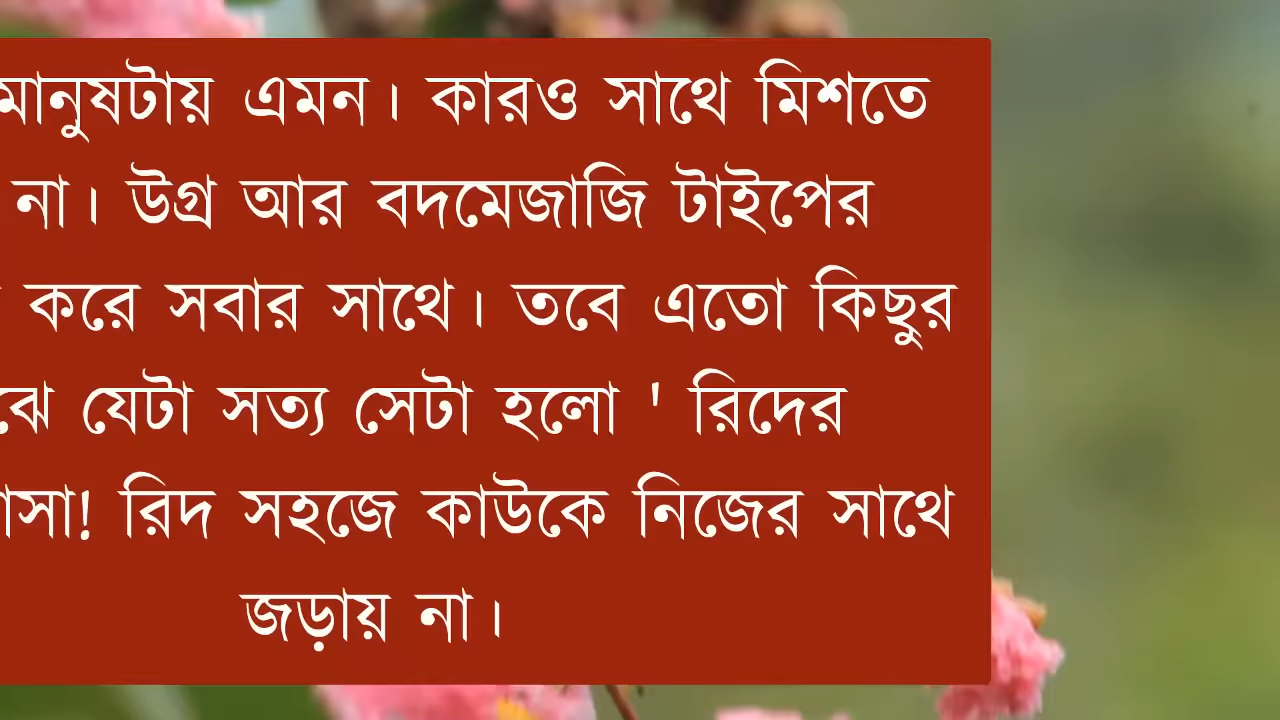 মানুষটায় এমন। কারও সাথে মিশতে
না। উগ্র আর বদমেজাজি টাইপের
করে সবার সাথে। তবে এতো কিছুর
যেটা সত্য সেটা হলো ' রিদের
রিদ সহজে কাউকে নিজের সাথে
জড়ায় না।